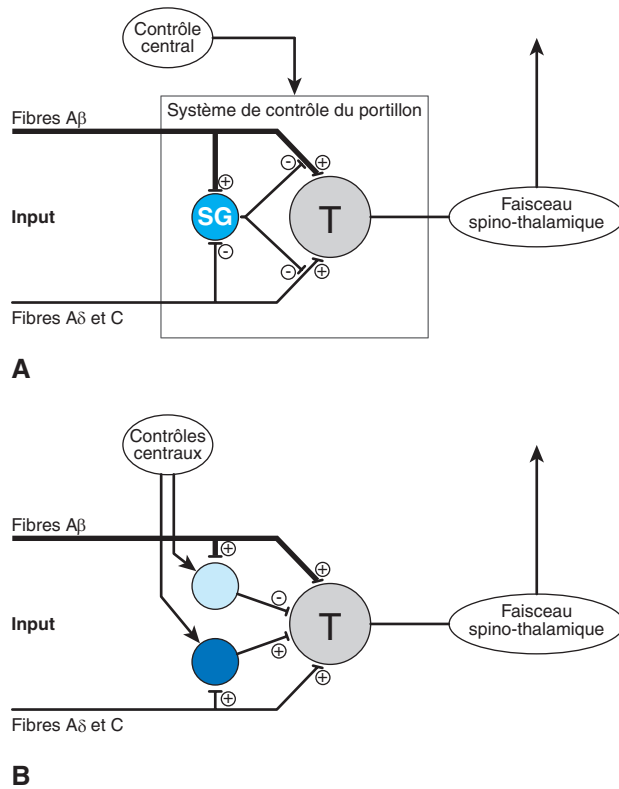 Contrôle
central
Système de contrôle du portillon
Fibres Aβ
- +
+
SG
T
Input
Faisceau
spino-thalamique
-
- +
Fibres Aδ et C
A
Contrôles
centraux
Fibres Aβ
+ +
-
T
Input
Faisceau
spino-thalamique
+
+ +
Fibres Aδ et C
B